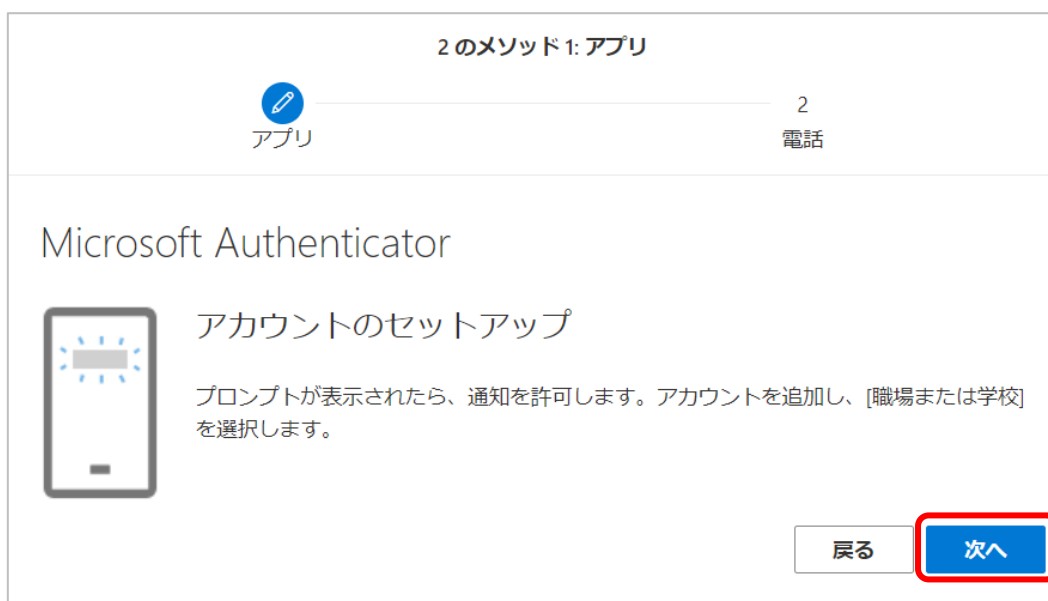 2 のメソッド 1: アプリ
2
アプリ
電話
Microsoft Authenticator
アカウントのセットアップ
プロンプトが表示されたら、通知を許可します。アカウントを追加し、[職場または学校]
を選択します。
戻る
次へ